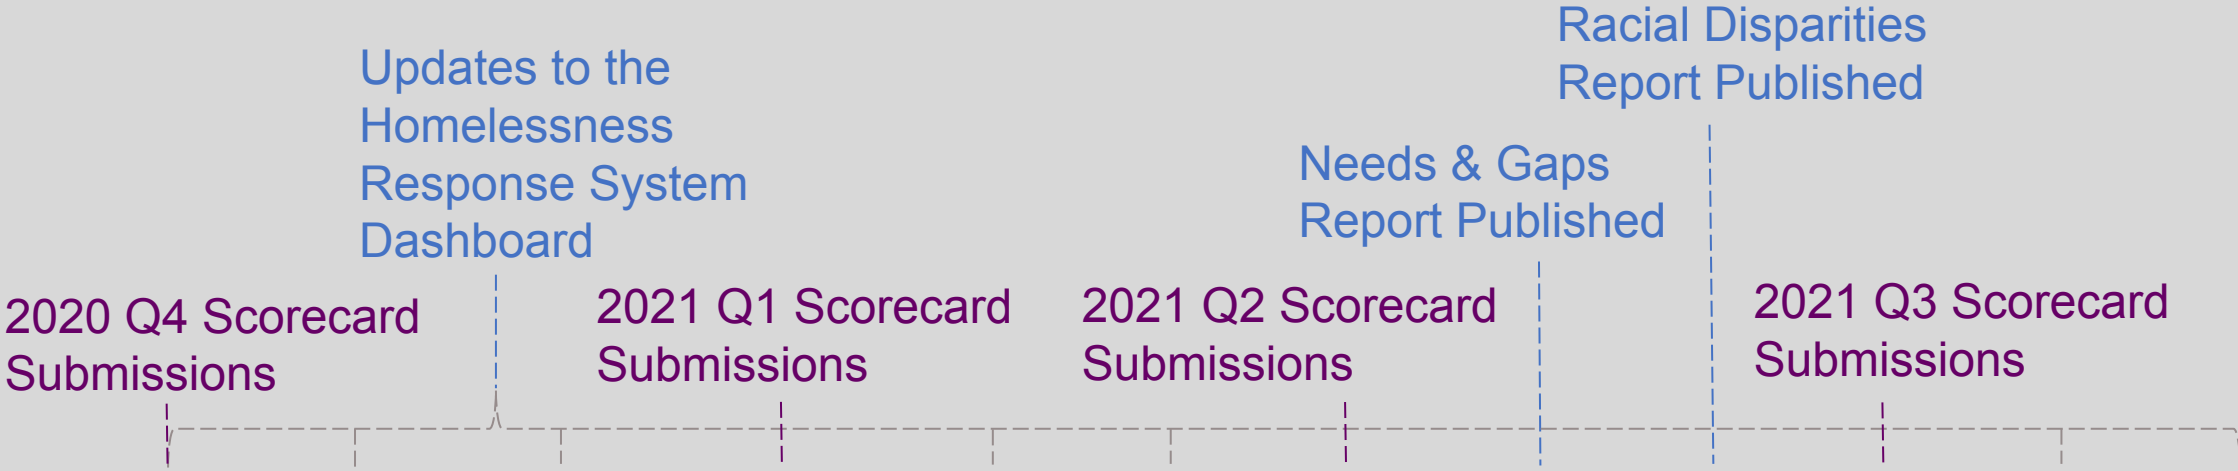 Updates to the
Homelessness
Response System
Dashboard
Racial Disparities
Report Published
Needs & Gaps
Report Published
2020 Q4 Scorecard
Submissions
2021 Q1 Scorecard
Submissions
2021 Q2 Scorecard
Submissions
2021 Q3 Scorecard
Submissions